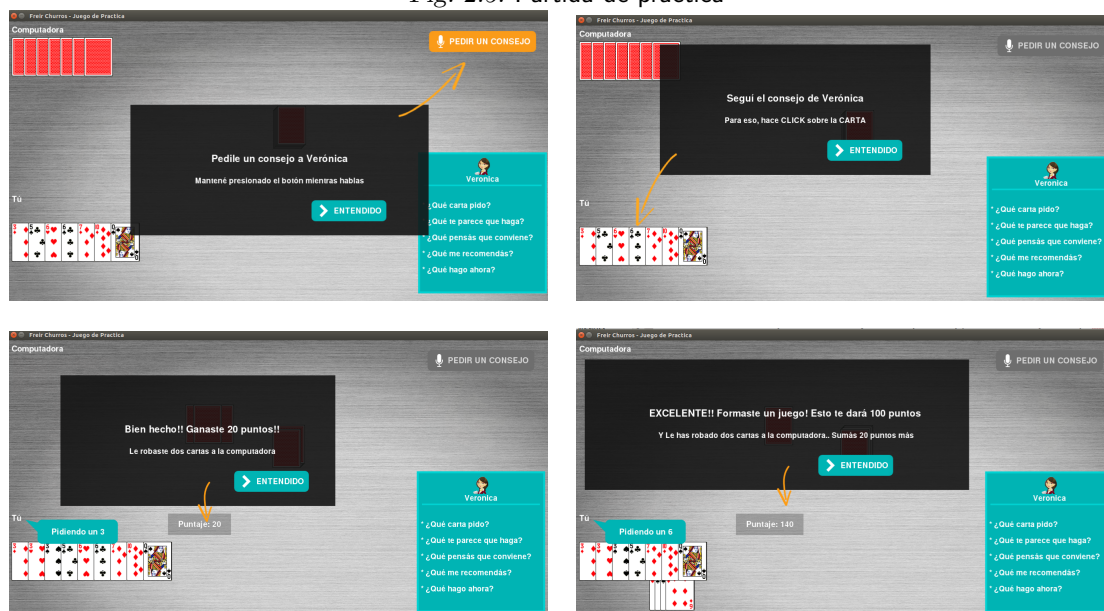 Fig. 2.3: Partida de práctica
Freir Churros - Juego de Practica
Computadora
PEDIR UN CONSEJO
Pedile un consejo a Verónica
Mantené presionado el botón mientras hablas
ENTENDIDO
Tú
Verónica
¿Qué carta pido?
¿Qué te parece que haga?
* ¿Qué pensás que conviene?
* ¿Qué me recomendás?
* ¿Qué hago ahora?
Freir Churros - Juego de Practica
Computadora
PEDIR UN CONSEJO
Segui el consejo de Verónica
Para eso, hace CLICK sobre la CARTA
ENTENDIDO
Tú
Verónica
* ¿Qué carta pido?
* ¿Qué te parece que haga?
* ¿Qué pensás que conviene?
* ¿Qué me recomendás?
* ¿Qué hago ahora?
Freir Churros - Juego de Practica
Computadora
PEDIR UN CONSEJO
Bien hecho!! Ganaste 20 puntos!!
Le robaste dos cartas a la computadora
ENTENDIDO
Tú
Pidiendo un 3
Puntaje: 20
Verónica
* ¿Qué carta pido?
* ¿Qué te parece que haga?
* ¿Qué pensás que conviene?
* ¿Qué me recomendás?
* ¿Qué hago ahora?
Freir Churros - Juego de Practica
Computadora
PEDIR UN CONSEJO
EXCELENTE!! Formaste un juego! Esto te dará 100 puntos
Y Le has robado dos cartas a la computadora.. Sumás 20 puntos más
ENTENDIDO
Tú
Pidiendo un 6
Puntaje: 140
Verónica
* ¿Qué carta pido?
* ¿Qué te parece que haga?
* ¿Qué pensás que conviene?
* ¿Qué me recomendás?
* ¿Qué hago ahora?